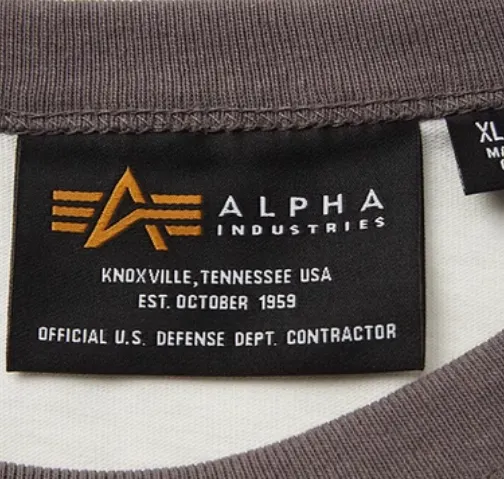 ALPHA
INDUSTRIES
KNOXVILLE, TENNESSEE USA
EST. OCTOBER 1959
OFFICIAL U.S. DEFENSE DEPT. CONTRACTOR
XL